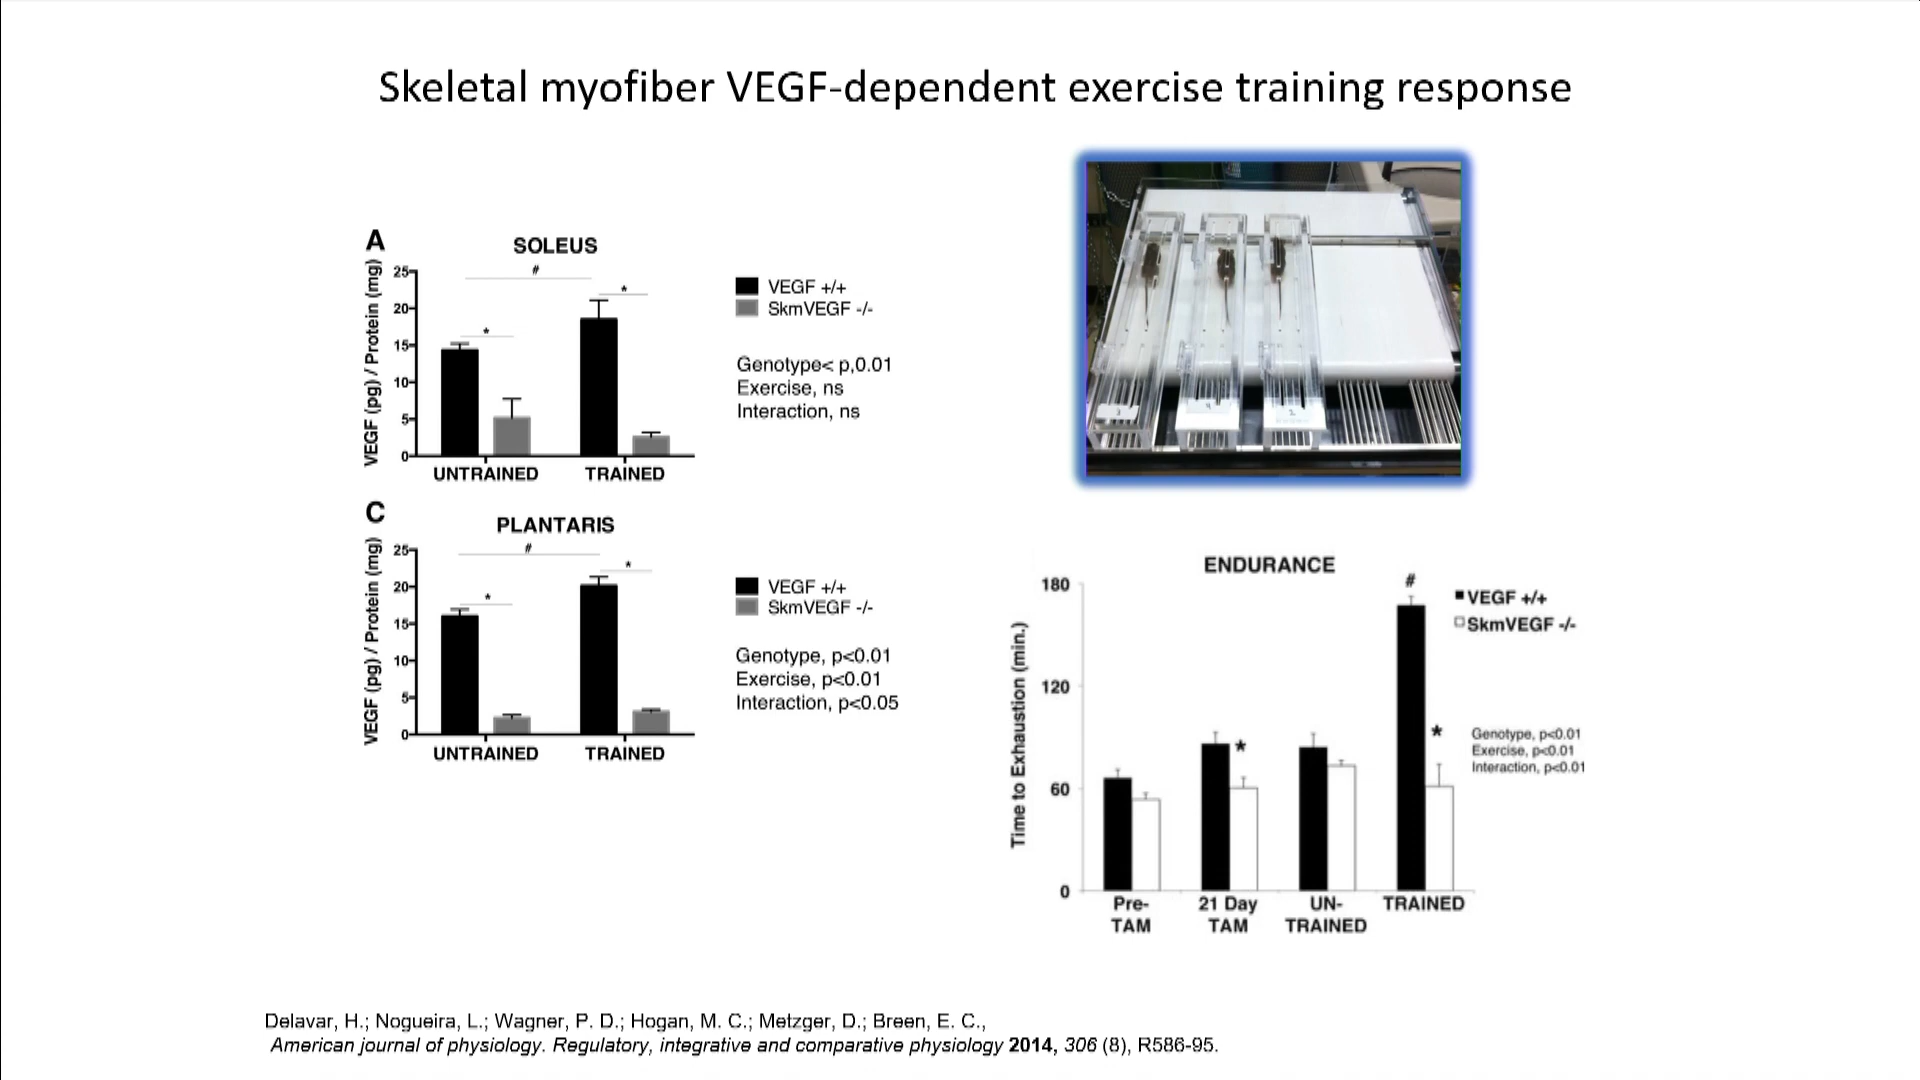 Skeletal myofiber VEGF-dependent exercise training response
A
SOLEUS
VEGF (pg) / Protein (mg)
25
20
15
10
5
0
#
*
*
UNTRAINED
TRAINED
VEGF +/+
SkmVEGF -/-
Genotype< p,0.01
Exercise, ns
Interaction, ns
C
PLANTARIS
VEGF (pg) / Protein (mg)
25
20
15
10
5
0
#
*
*
UNTRAINED
TRAINED
VEGF +/+
SkmVEGF -/-
Genotype, p<0.01
Exercise, p<0.01
Interaction, p<0.05
3
4
2
ENDURANCE
Time to Exhaustion (min.)
180
120
60
0
*
#
*
Pre-
TAM
21 Day
TAM
UN-
TRAINED
TRAINED
VEGF +/+
SkmVEGF -/-
Genotype, p<0.01
Exercise, p<0.01
Interaction, p<0.01
Delavar, H.; Nogueira, L.; Wagner, P. D.; Hogan, M. C.; Metzger, D.; Breen, E. C.,
American journal of physiology. Regulatory, integrative and comparative physiology 2014, 306 (8), R586-95.